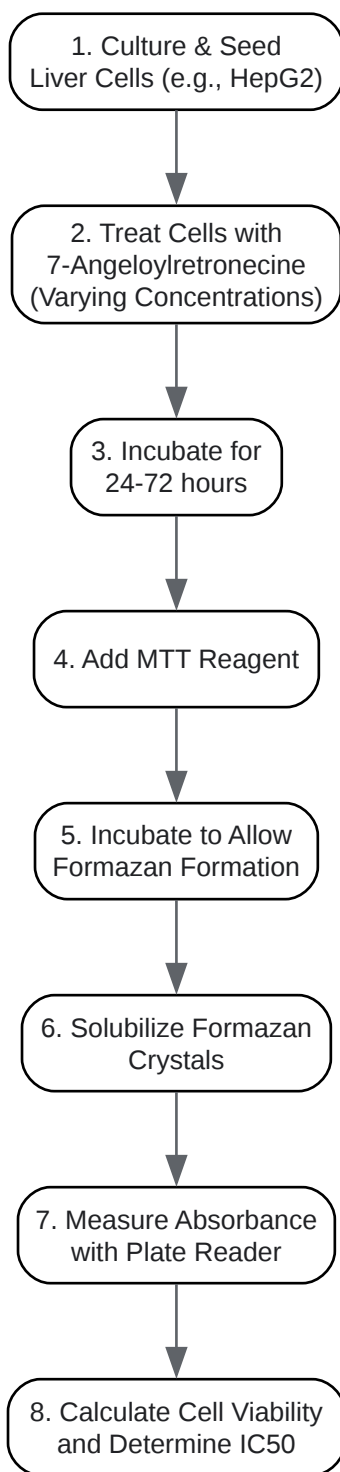 1. Culture & Seed
Liver Cells (e.g., HepG2)
2. Treat Cells with
7-Angeloylretronecine
(Varying Concentrations)
3. Incubate for
24-72 hours
4. Add MTT Reagent
5. Incubate to Allow
Formazan Formation
6. Solubilize Formazan
Crystals
7. Measure Absorbance
with Plate Reader
8. Calculate Cell Viability
and Determine IC50